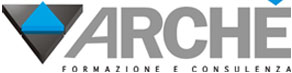 ARCHÈ
FORMAZIONE E CONSULENZA